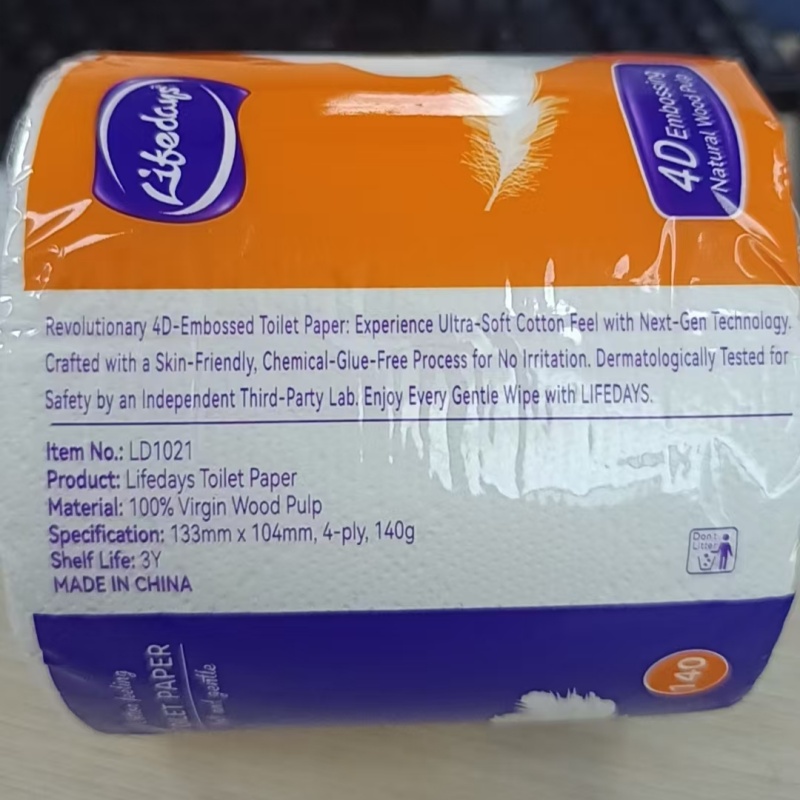 Lifedays
4D Embossing
Natural Wood Pulp
Revolutionary 4D-Embossed Toilet Paper: Experience Ultra-Soft Cotton Feel with Next-Gen Technology.
Crafted with a Skin-Friendly, Chemical-Glue-Free Process for No Irritation. Dermatologically Tested for
Safety by an Independent Third-Party Lab. Enjoy Every Gentle Wipe with LIFEDAYS.
Item No.: LD1021
Product: Lifedays Toilet Paper
Material: 100% Virgin Wood Pulp
Specification: 133mm x 104mm, 4-ply, 140g
Shelf Life: 3Y
MADE IN CHINA
Don't
Litter
PAPER
and gentle
140